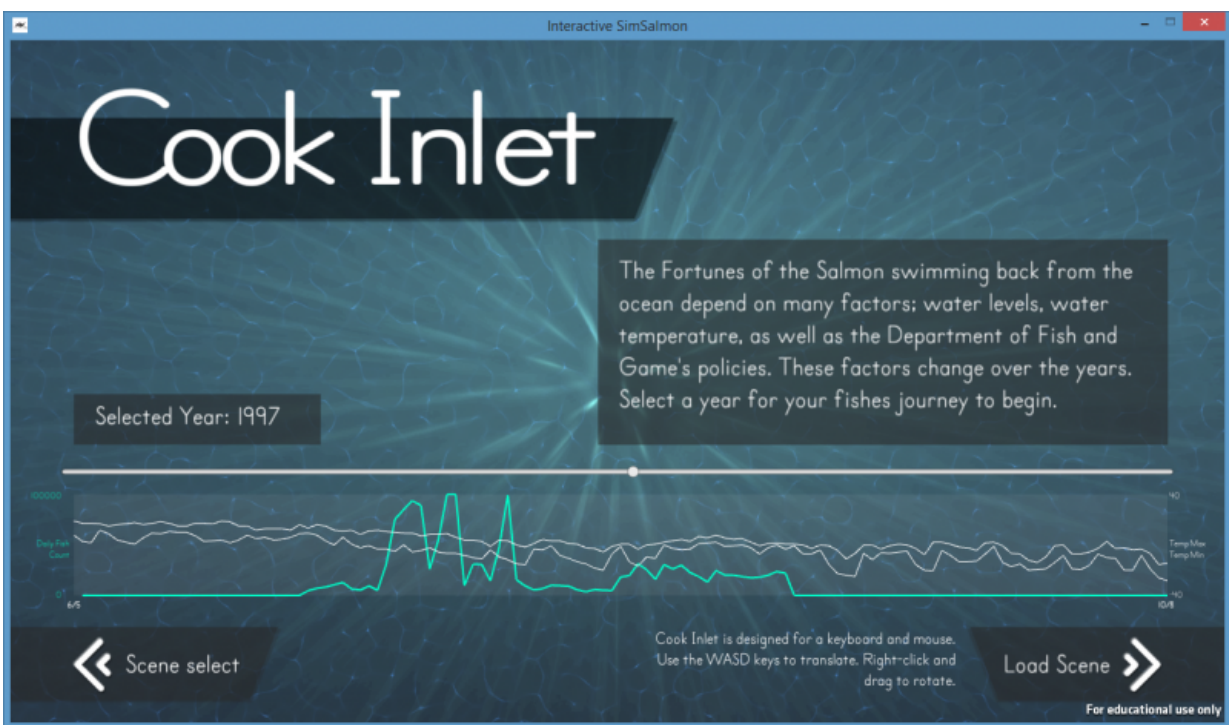 Interactive SimSalmon
Cook Inlet
The Fortunes of the Salmon swimming back from the
ocean depend on many factors; water levels, water
temperature, as well as the Department of Fish and
Game's policies. These factors change over the years.
Select a year for your fishes journey to begin.
Selected Year: 1997
100000
40
Daily Fish
Count
Temp Max
Temp Min
0
-40
6/5
10/8
Cook Inlet is designed for a keyboard and mouse.
Use the WASD keys to translate. Right-click and
drag to rotate.
Scene select
Load Scene
For educational use only